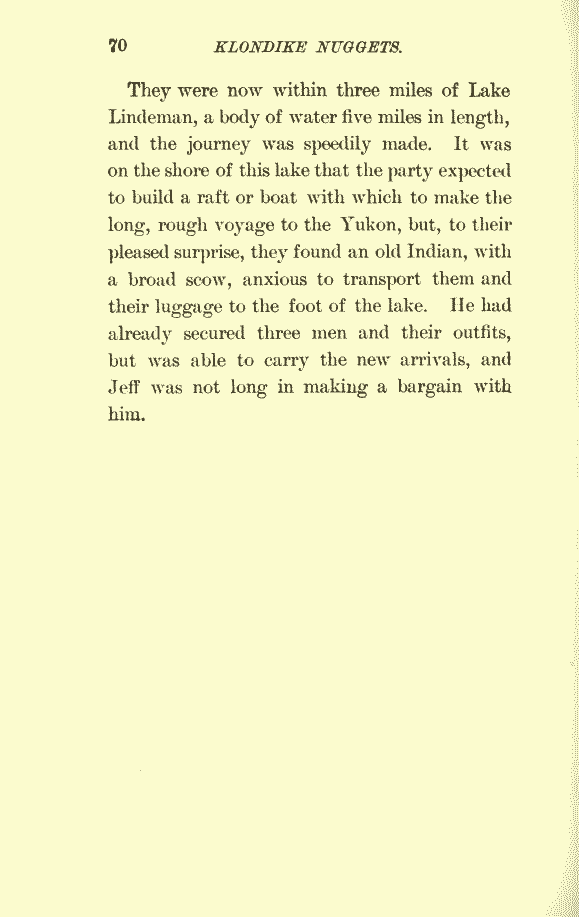 70 KLONDIKE NUGGETS.
They were now within three miles of Lake
Lindeman, a body of water five miles in length,
and the journey was speedily made. It was
on the shore of this lake that the party expected
to build a raft or boat with which to make the
long, rough voyage to the Yukon, but, to their
pleased surprise, they found an old Indian, with
a broad scow, anxious to transport them and
their luggage to the foot of the lake. He had
already secured three men and their outfits,
but was able to carry the new arrivals, and
Jeff was not long in making a bargain with
him.